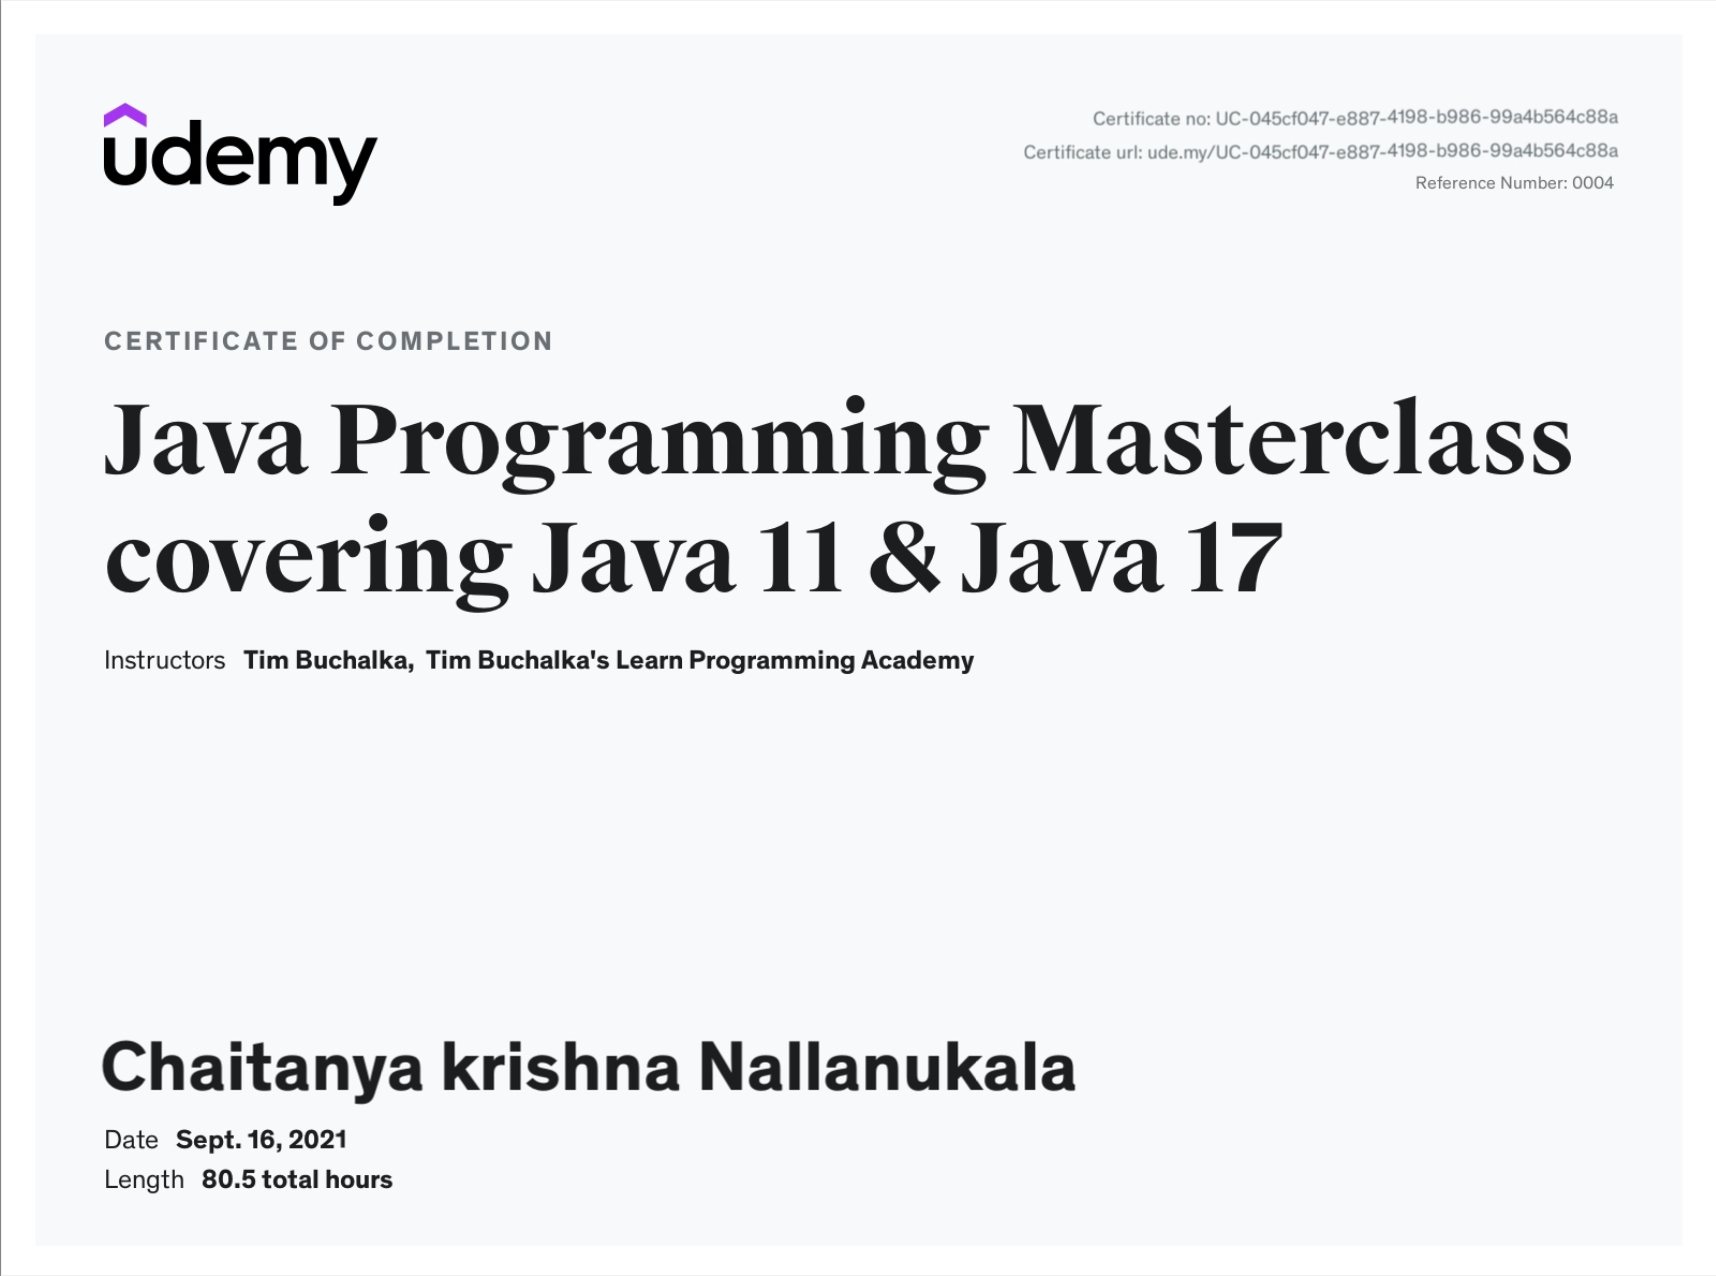 udemy
Certificate no: UC-045cf047-e887-4198-b986-99a4b564c88a
Certificate url: ude.my/UC-045cf047-e887-4198-b986-99a4b564c88a
Reference Number: 0004
CERTIFICATE OF COMPLETION
Java Programming Masterclass
covering Java 11 & Java 17
Instructors Tim Buchalka, Tim Buchalka's Learn Programming Academy
Chaitanya krishna Nallanukala
Date Sept. 16, 2021
Length 80.5 total hours